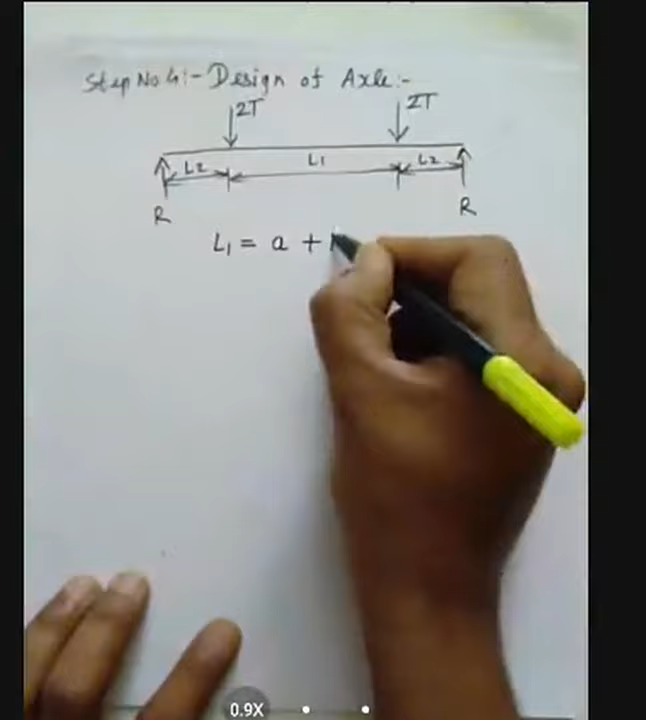 Step No 4:- Design of Axle:-
2T 2T
L2 L1 L2
R R
L1 = a +
0.9X